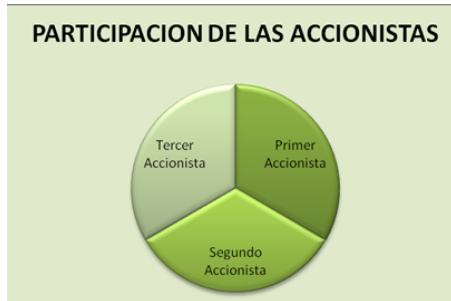 PARTICIPACION DE LAS ACCIONISTAS
Tercer
Accionista
Primer
Accionista
Segundo
Accionista